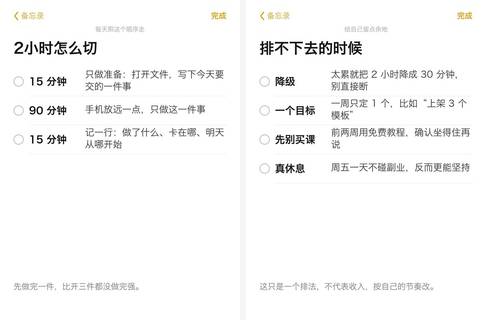 备忘录
完成
每天照这个顺序走
2小时怎么切
15 分钟
只做准备：打开文件，写下今天要
交的一件事
90 分钟
手机放远一点，只做这一件事
15 分钟
记一行：做了什么、卡在哪、明天
从哪开始
先做完一件，比开三件都没做完强。
备忘录
完成
给自己留点余地
排不下去的时候
降级
太累就把 2 小时降成 30 分钟，
别直接断
一个目标
一周只定 1 个，比如“上架 3 个
模板”
先别买课
前两周用免费教程，确认坐得住再
说
真休息
周五一天不碰副业，反而更能坚持
这只是一个排法，不代表收入，按自己的节奏改。